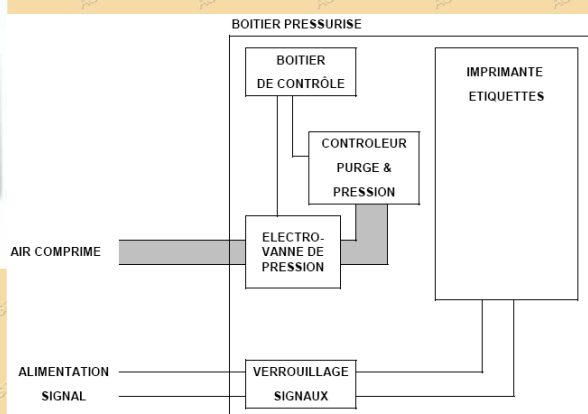 BOITIER PRESSURISE
BOITIER
DE CONTRÔLE
IMPRIMANTE
ETIQUETTES
CONTROLEUR
PURGE &
PRESSION
AIR COMPRIME
ELECTRO-
VANNE DE
PRESSION
ALIMENTATION
SIGNAL
VERROUILLAGE
SIGNAUX